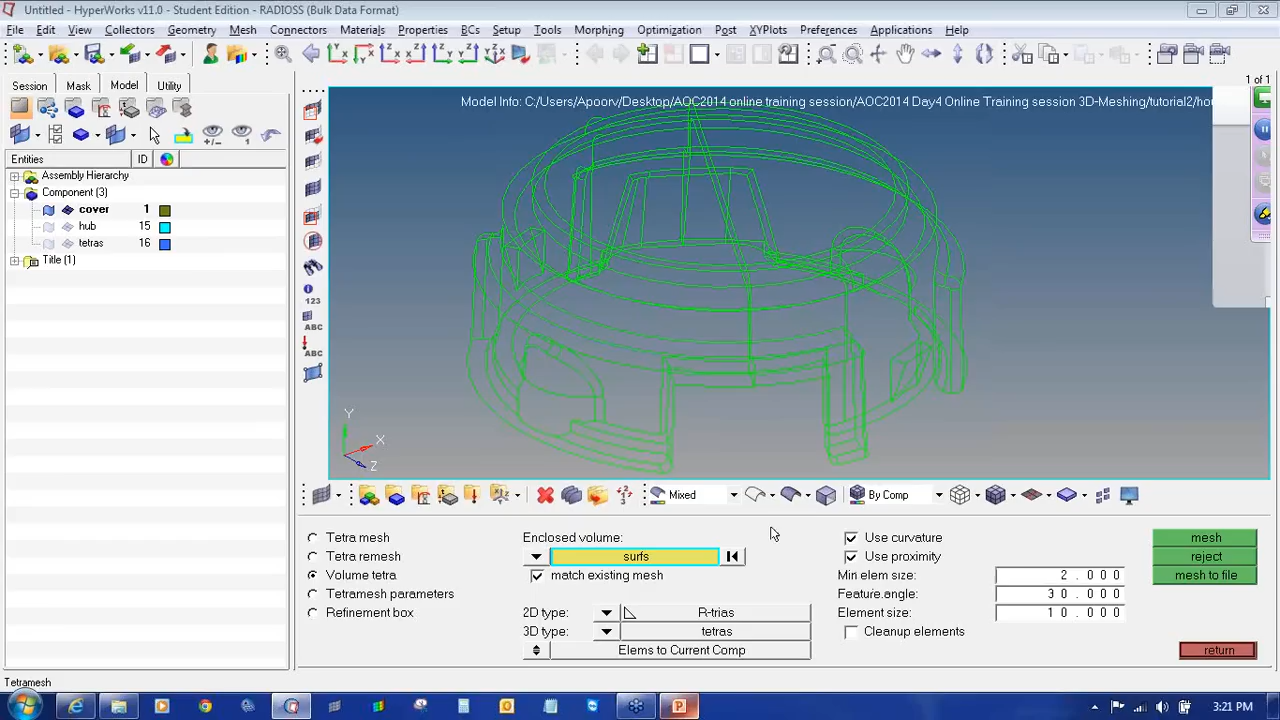 Untitled - HyperWorks v11.0 - Student Edition - RADIOSS (Bulk Data Format)
File Edit View Collectors Geometry Mesh Connectors Materials Properties BCs Setup Tools Morphing Optimization Post XYPlots Preferences Applications Help
1 of 1
Session Mask Model Utility
Model Info: C:/Users/Apoorv/Desktop/AOC2014 online training session/AOC2014 Day4 Online Training session 3D-Meshing/tutorial2/hou
Entities ID
Assembly Hierarchy
Component (3)
cover 1
hub 15
tetras 16
Title (1)
123
ABC
ABC
Y
X
Z
Mixed
By Comp
Tetra mesh
Tetra remesh
Volume tetra
Tetramesh parameters
Refinement box
Enclosed volume:
surfs
match existing mesh
2D type: R-trias
3D type: tetras
Elems to Current Comp
Use curvature
Use proximity
Min elem size: 2.000
Feature angle: 30.000
Element size: 10.000
Cleanup elements
mesh
reject
mesh to file
return
Tetramesh
3:21 PM